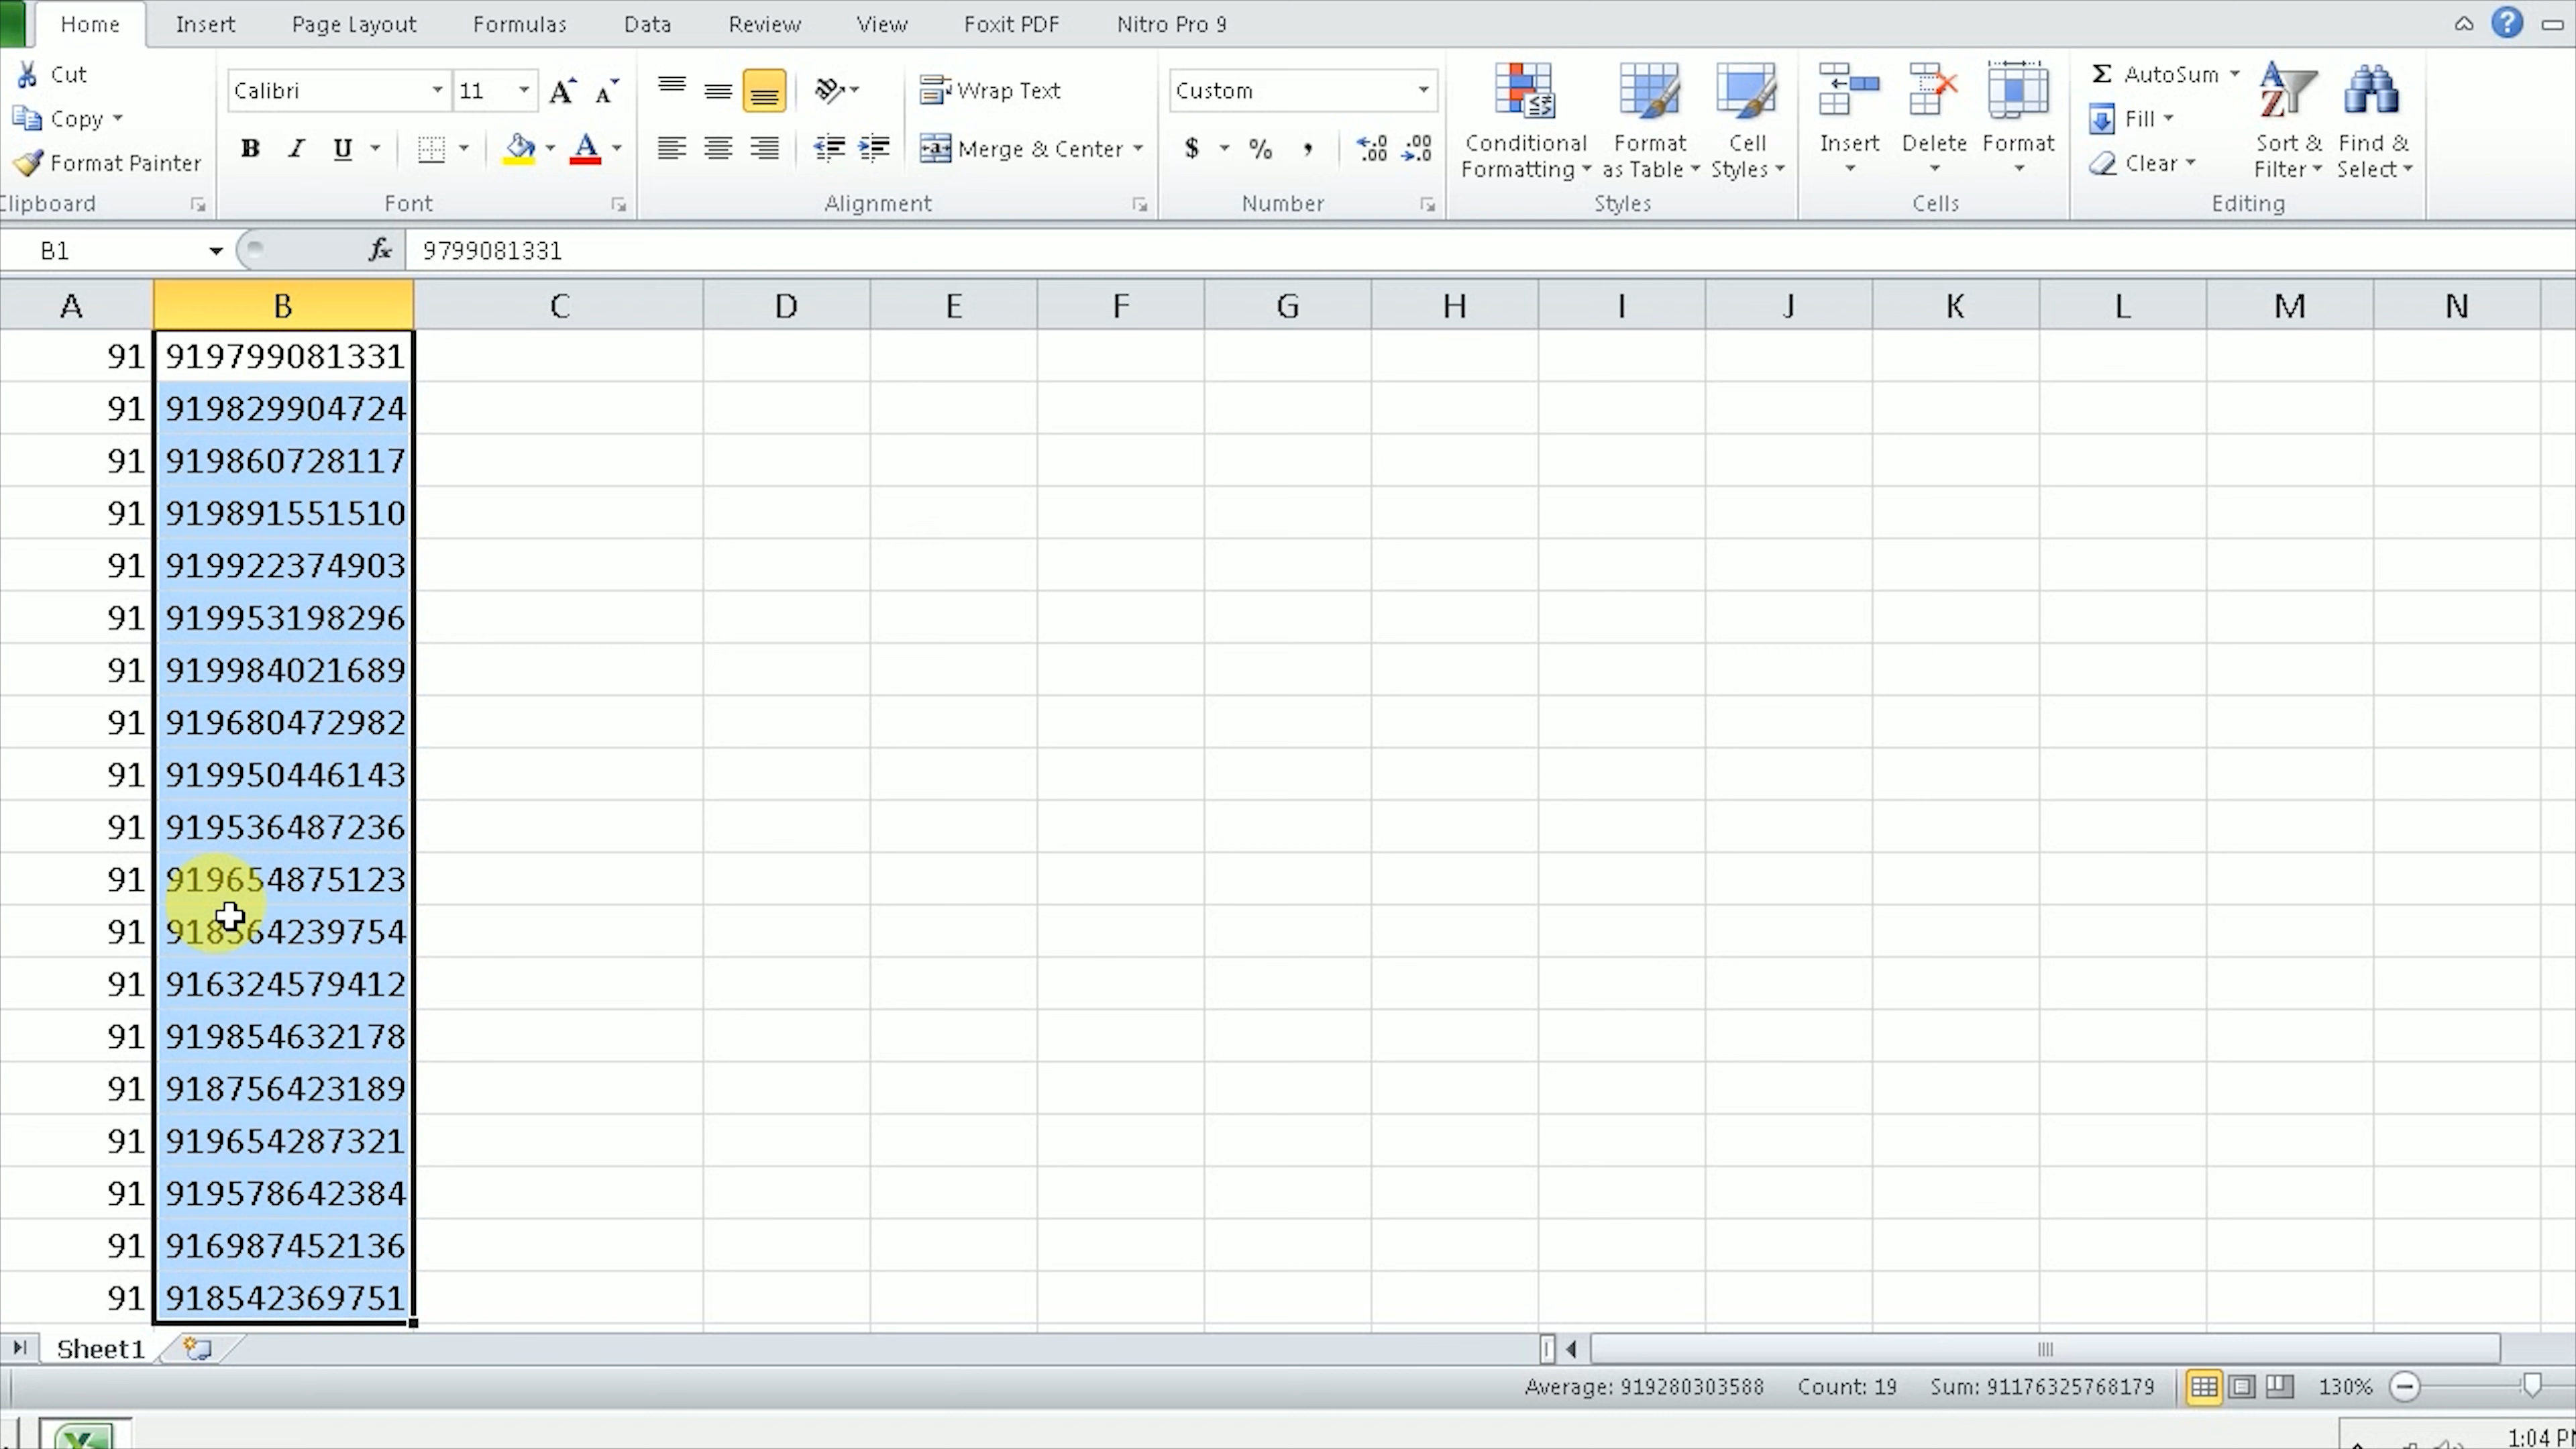 Home Insert Page Layout Formulas Data Review View Foxit PDF Nitro Pro 9
Cut
Copy
Format Painter
Clipboard
Calibri 11
B I U
Font
Wrap Text
Merge & Center
Alignment
Custom
$ % ,
Number
Conditional Formatting
Format as Table
Cell Styles
Styles
Insert Delete Format
Cells
Σ AutoSum
Fill
Clear
Sort & Filter
Find & Select
Editing
B1 fx 9799081331
A B C D E F G H I J K L M N
91 919799081331
91 919829904724
91 919860728117
91 919891551510
91 919922374903
91 919953198296
91 919984021689
91 919680472982
91 919950446143
91 919536487236
91 919654875123
91 918564239754
91 916324579412
91 919854632178
91 918756423189
91 919654287321
91 919578642384
91 916987452136
91 918542369751
Sheet1
Average: 919280303588 Count: 19 Sum: 91176325768179 130%
1:04 P